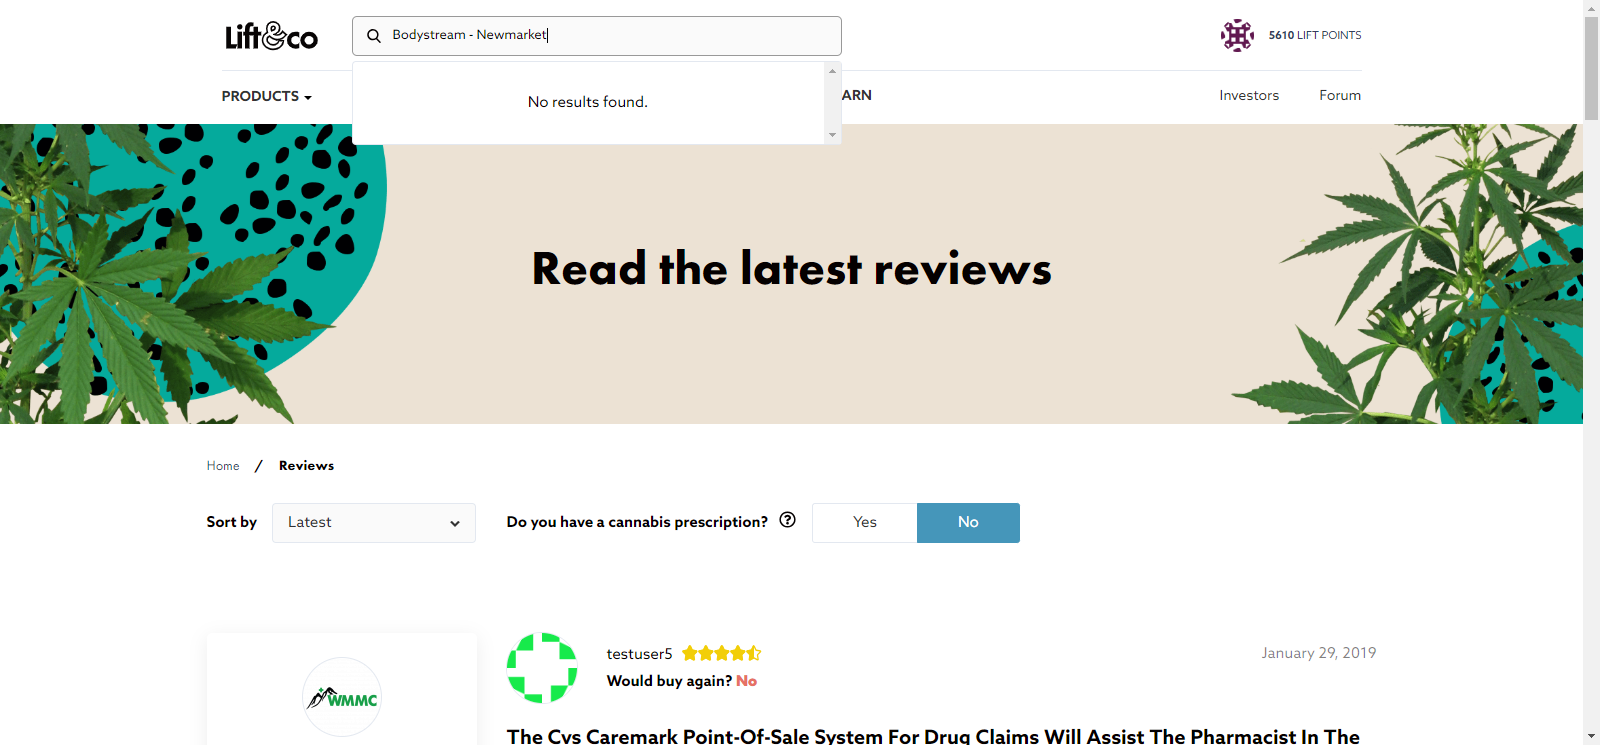 Lift&co
Bodystream - Newmarket
5610 LIFT POINTS
No results found.
PRODUCTS
ARN
Investors
Forum
Read the latest reviews
Home / Reviews
Sort by
Latest
Do you have a cannabis prescription?
Yes
No
testuser5
January 29, 2019
Would buy again? No
WMMC
The Cvs Caremark Point-Of-Sale System For Drug Claims Will Assist The Pharmacist In The